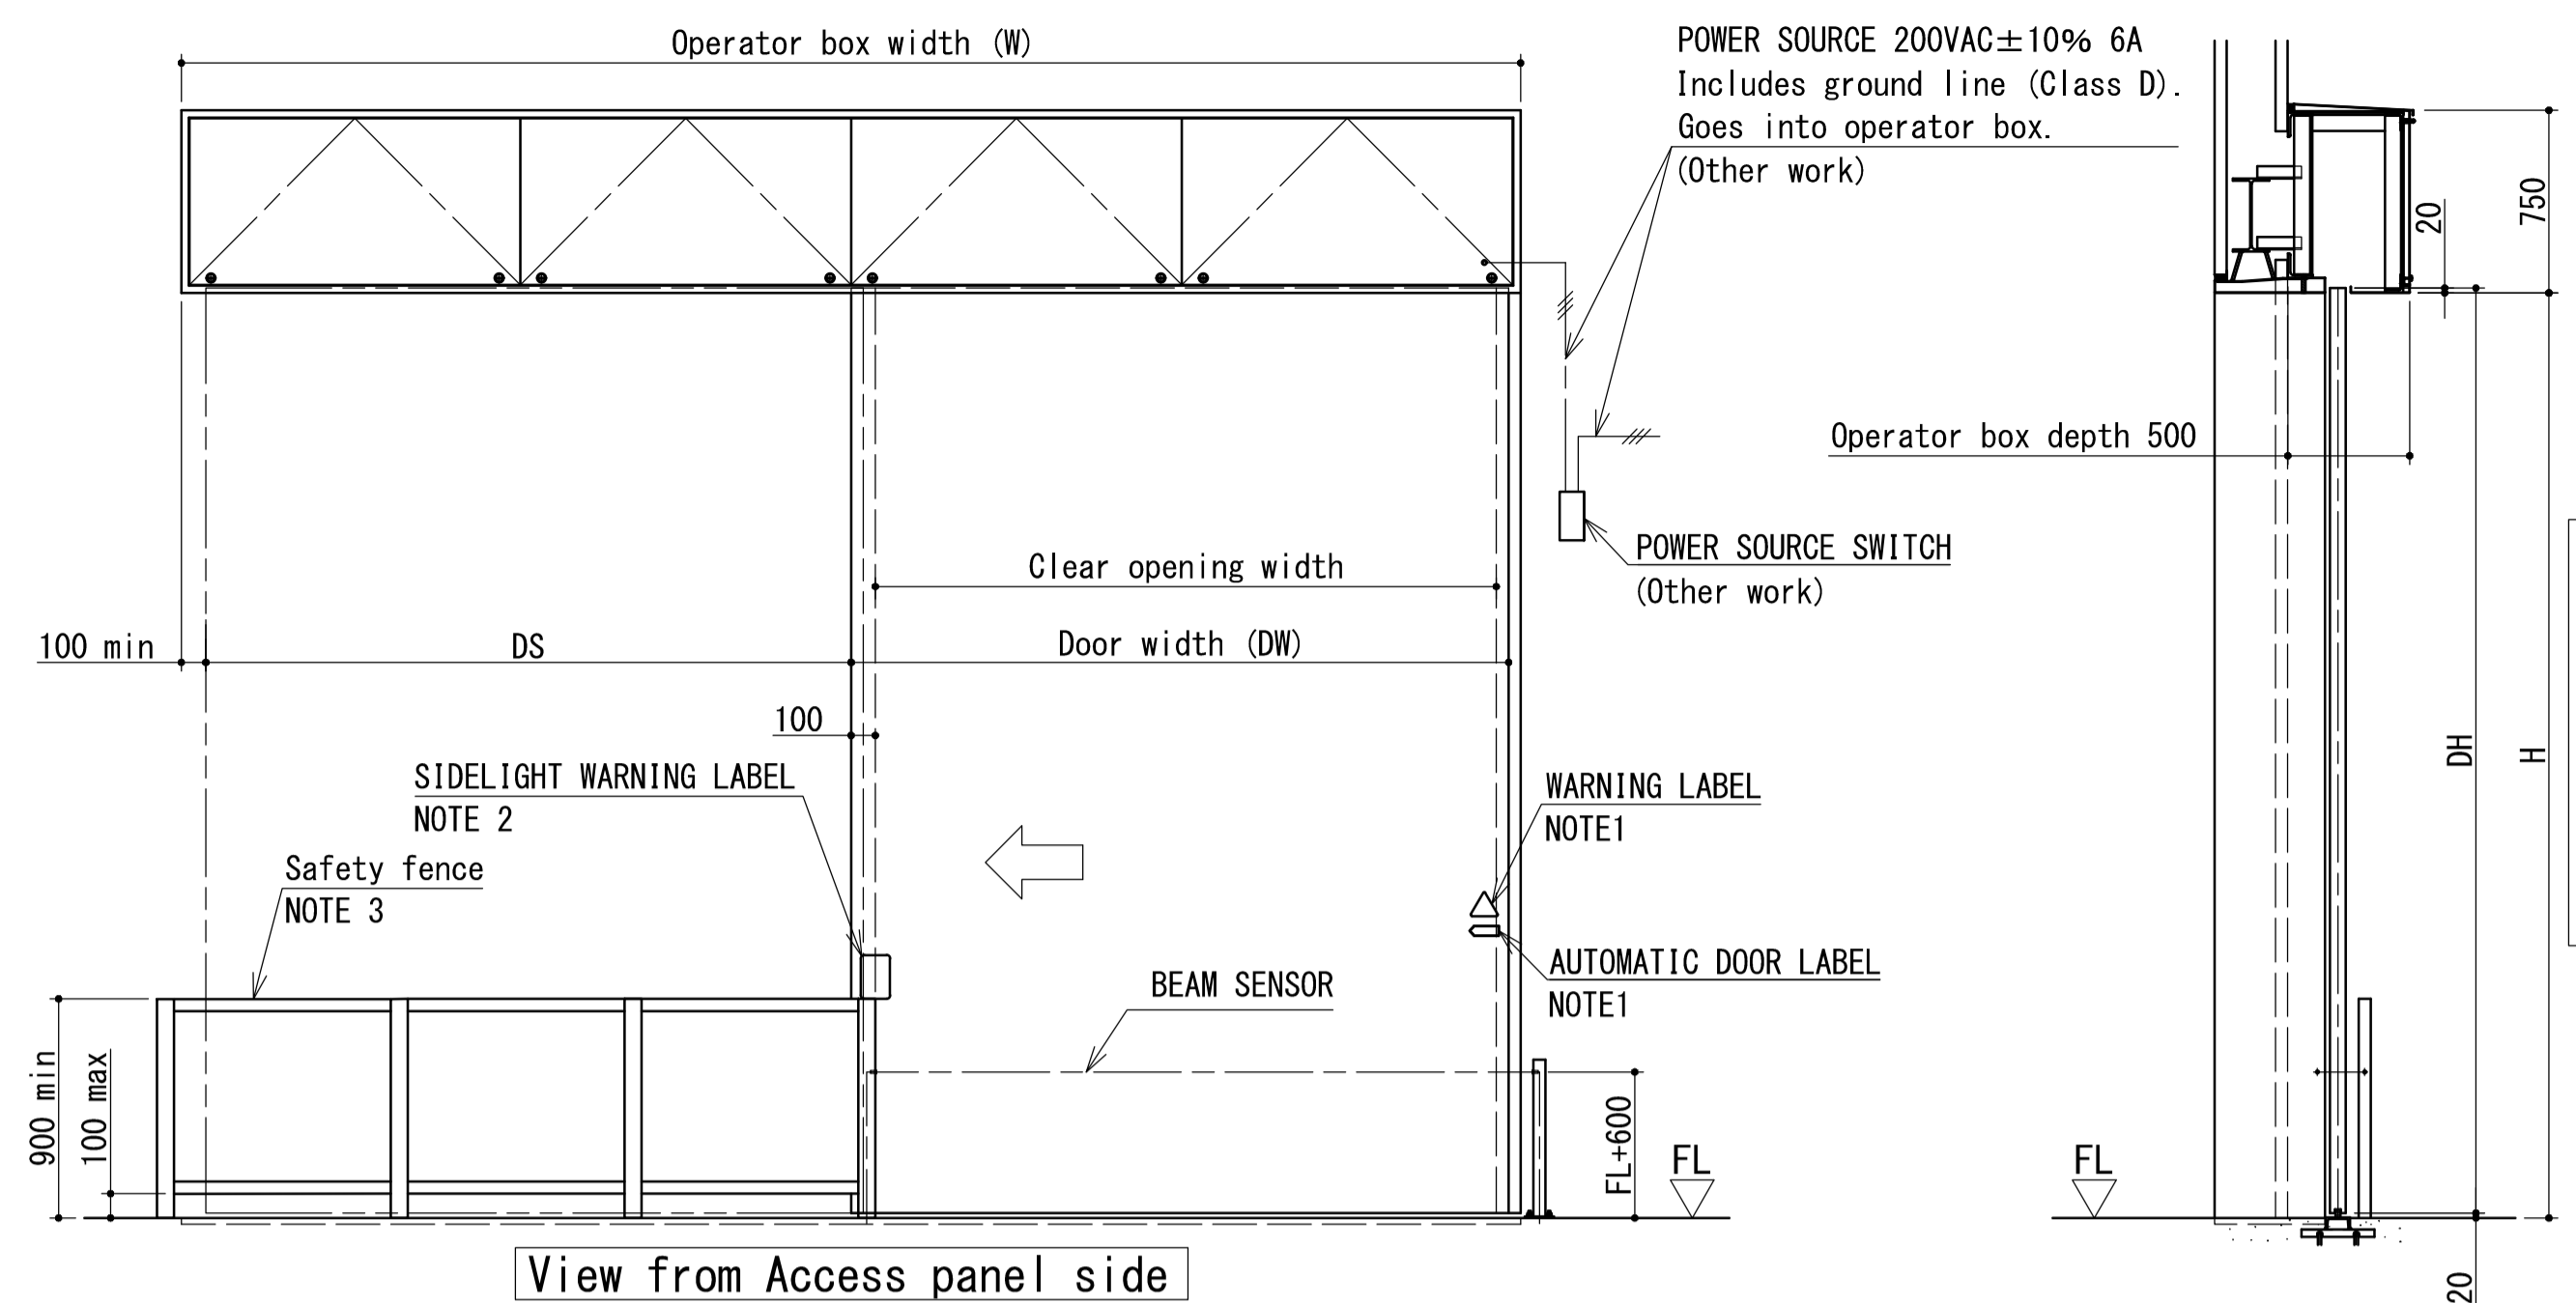 Operator box width (W)
POWER SOURCE 200VAC±10% 6A
Includes ground line (Class D).
Goes into operator box.
(Other work)
750
20
Operator box depth 500
POWER SOURCE SWITCH
(Other work)
Clear opening width
100 min
DS
Door width (DW)
100
SIDELIGHT WARNING LABEL
NOTE 2
WARNING LABEL
NOTE1
DH
H
Safety fence
NOTE 3
AUTOMATIC DOOR LABEL
NOTE1
BEAM SENSOR
900 min
100 max
FL+600
FL
FL
View from Access panel side
20